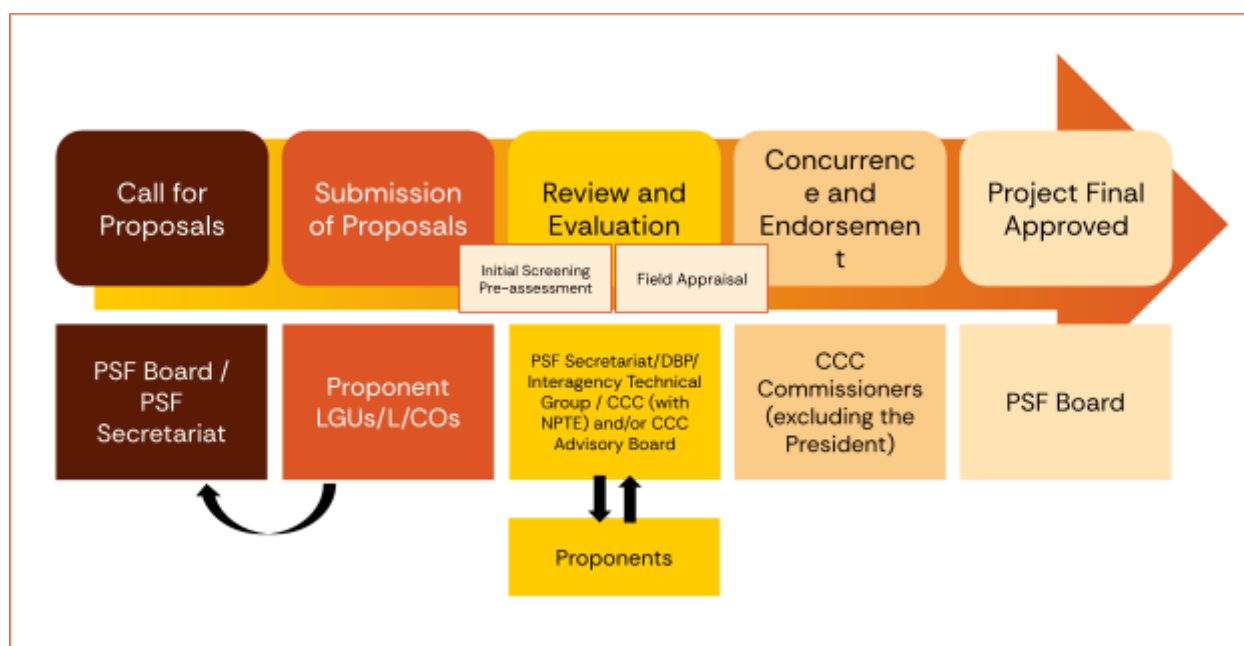 Call for
Proposals
Submission
of Proposals
Review and
Evaluation
Concurrenc
e and
Endorsemen
t
Project Final
Approved
Initial Screening
Pre-assessment
Field Appraisal
PSF Board /
PSF
Secretariat
Proponent
LGUs/L/COs
PSF Secretariat/DBP/
Interagency Technical
Group / CCC (with
NPTE) and/or CCC
Advisory Board
CCC
Commissioners
(excluding the
President)
PSF Board
Proponents